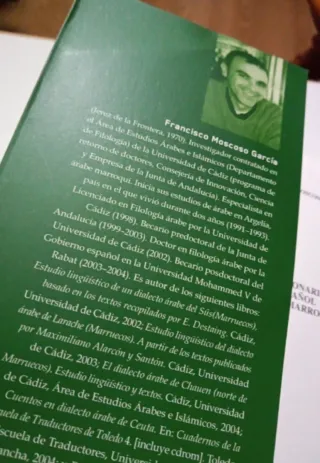 Francisco Moscoso García
(Jerez de la Frontera, 1970). Investigador contratado en
el Área de Estudios Árabes e Islámicos (Departamento
de Filología) de la Universidad de Cádiz (programa de
retorno de doctores, Consejería de Innovación, Ciencia
y Empresa de la Junta de Andalucía). Especialista en
árabe marroquí. Inicia sus estudios de árabe en Argelia,
país en el que vivió durante dos años (1991-1993).
Licenciado en Filología árabe por la Universidad de
Cádiz (1998). Becario predoctoral de la Junta de
Andalucía (1999-2003). Doctor en filología árabe por la
Universidad de Cádiz (2002). Becario posdoctoral del
Gobierno español en la Universidad Mohammed V de
Rabat (2003-2004). Es autor de los siguientes libros:
Estudio lingüístico de un dialecto árabe del Sūs(Marruecos),
basado en los textos recopilados por E. Destaing. Cádiz,
Universidad de Cádiz, 2002; Estudio lingüístico del dialecto
árabe de Larache (Marruecos). A partir de los textos publicados
por Maximiliano Alarcón y Santón. Cádiz, Universidad
de Cádiz, 2003; El dialecto árabe de Chauen (norte de
Marruecos). Estudio lingüístico y textos. Cádiz, Universidad
de Cádiz, Área de Estudios Árabes e Islámicos, 2004;
Cuentos en dialecto árabe de Ceuta. En: Cuadernos de la
uela de Traductores de Toledo 4. [incluye cdrom]. Toledo,
scuela de Traductores, Univers
ancha, 2004;
ONARI
AÑOL
MARRO